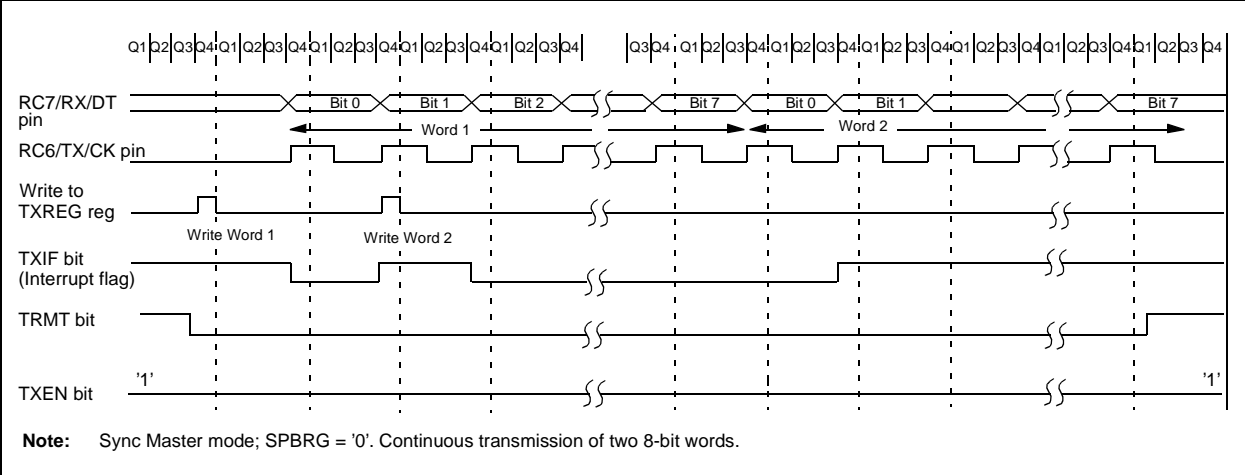 Q1 Q2 Q3 Q4 Q1 Q2 Q3 Q4 Q1 Q2 Q3 Q4 Q1 Q2 Q3 Q4 Q1 Q2 Q3 Q4 Q3 Q4 Q1 Q2 Q3 Q4 Q1 Q2 Q3 Q4 Q1 Q2 Q3 Q4 Q1 Q2 Q3 Q4 Q1 Q2 Q3 Q4 Q1 Q2 Q3 Q4
RC7/RX/DT Bit 0 Bit 1 Bit 2 Bit 7 Bit 0 Bit 1 Bit 7
pin
Word 1 Word 2
RC6/TX/CK pin
Write to
TXREG reg
Write Word 1 Write Word 2
TXIF bit
(Interrupt flag)
TRMT bit
'1' '1'
TXEN bit
Note: Sync Master mode; SPBRG = '0'. Continuous transmission of two 8-bit words.